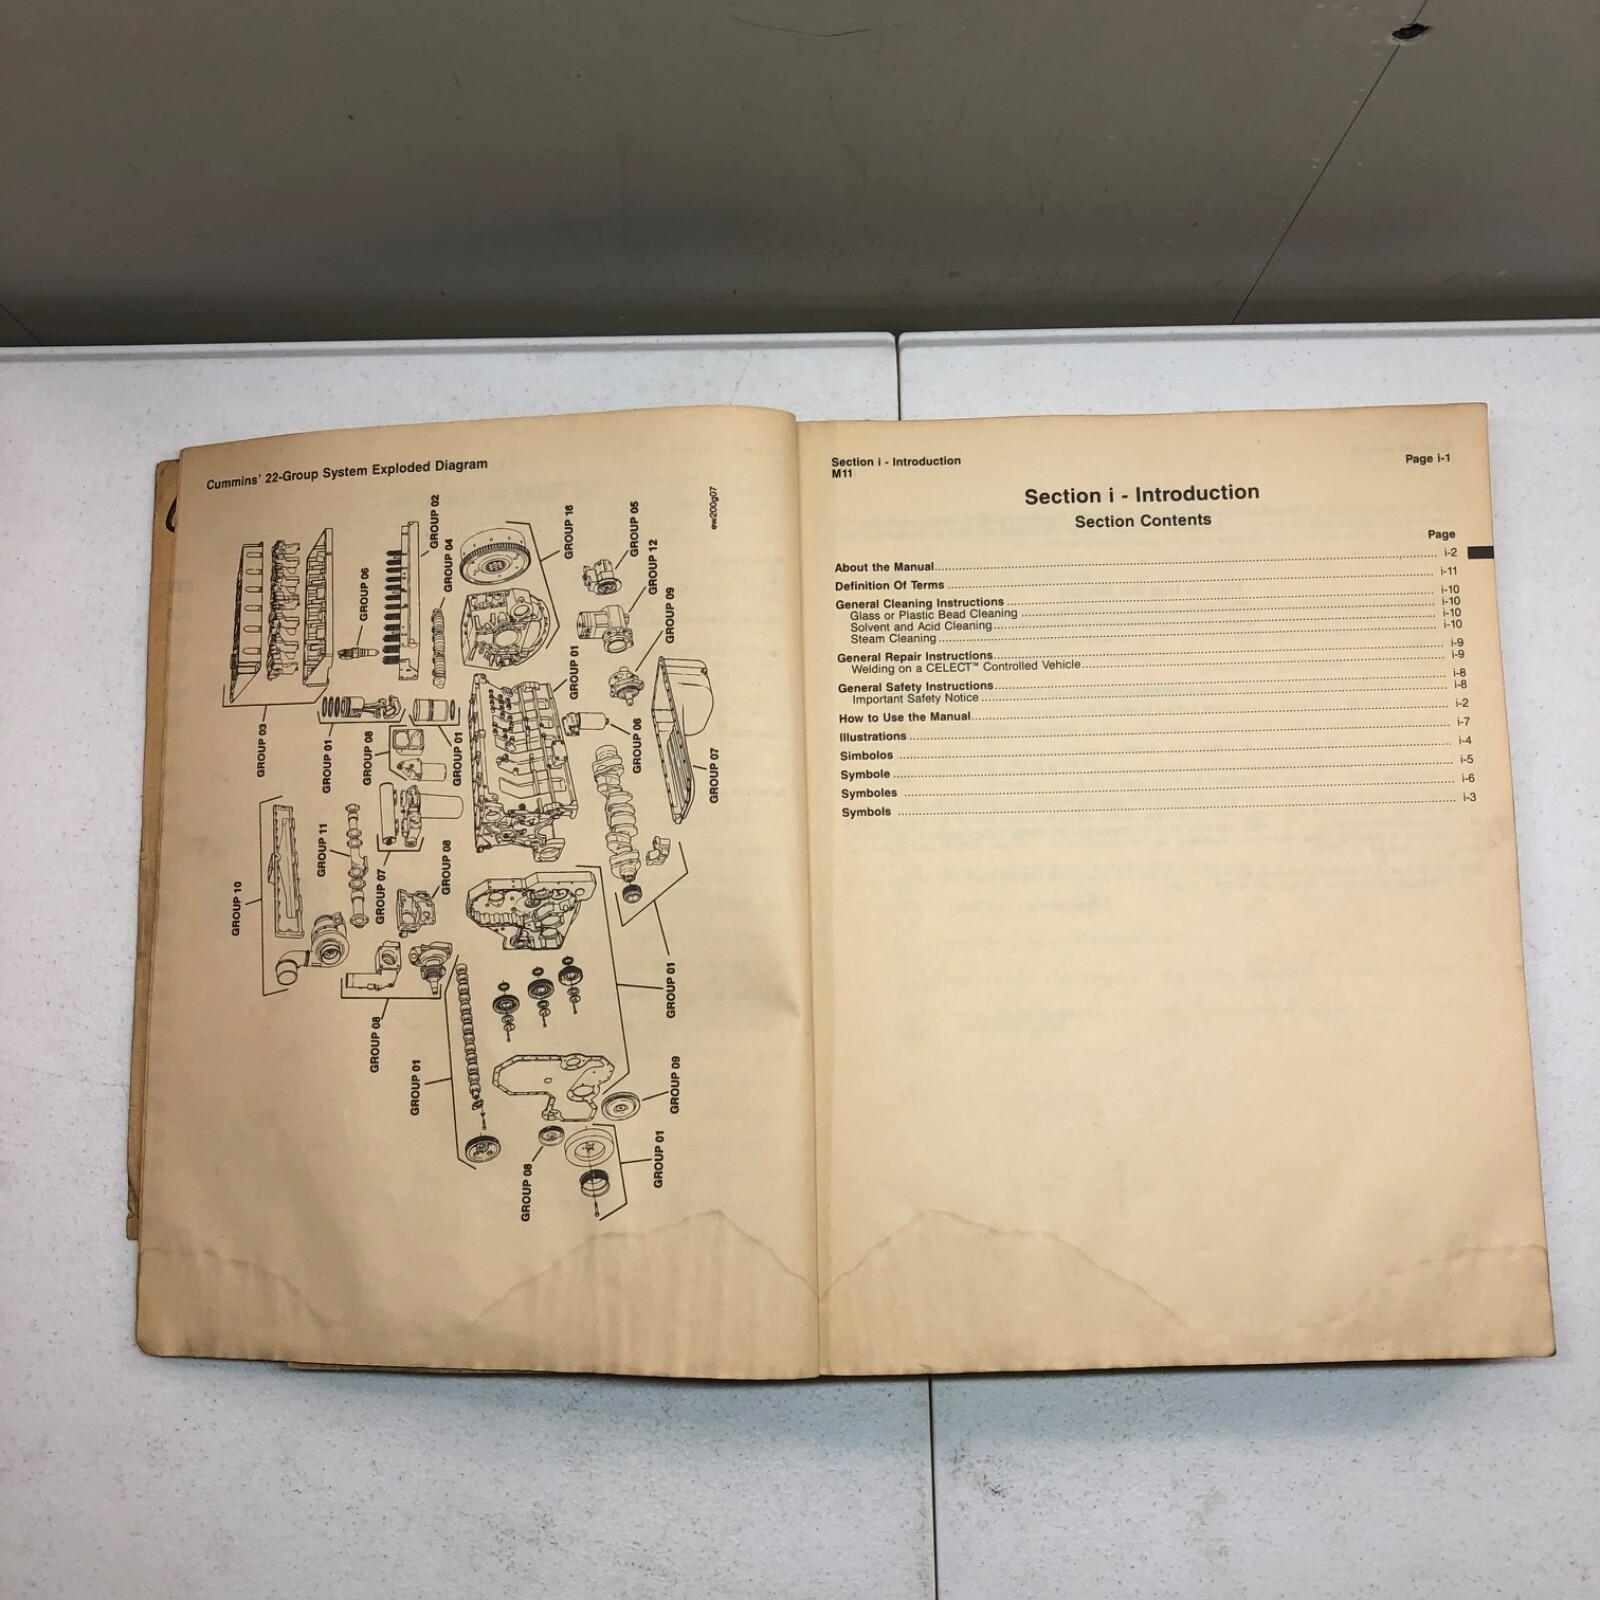 Cummins' 22-Group System Exploded Diagram
GROUP 03
GROUP 06
GROUP 02
GROUP 04
GROUP 16
GROUP 05
GROUP 12
GROUP 09
GROUP 01
GROUP 08
GROUP 01
GROUP 01
GROUP 06
GROUP 07
GROUP 10
GROUP 11
GROUP 07
GROUP 08
GROUP 08
GROUP 01
GROUP 01
GROUP 09
GROUP 08
GROUP 01
ew200g07
Section i - Introduction
M11
Page i-1
Section i - Introduction
Section Contents
Page
About the Manual i-2
Definition Of Terms i-11
General Cleaning Instructions i-10
Glass or Plastic Bead Cleaning i-10
Solvent and Acid Cleaning i-10
Steam Cleaning i-10
General Repair Instructions i-9
Welding on a CELECT™ Controlled Vehicle i-9
General Safety Instructions i-8
Important Safety Notice i-8
How to Use the Manual i-2
Illustrations i-7
Simbolos i-4
Symbole i-5
Symboles i-6
Symbols i-3